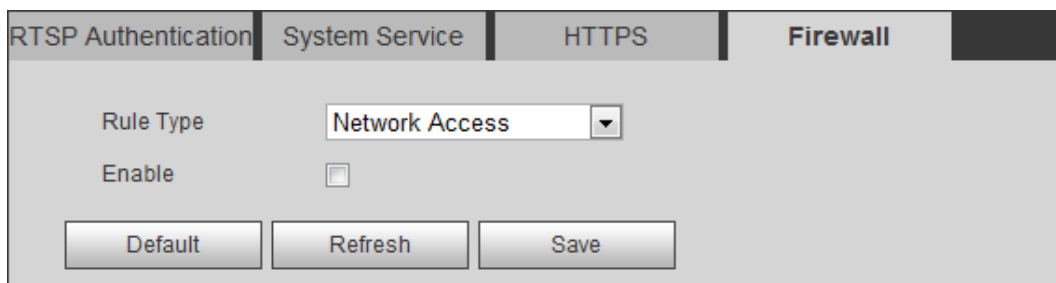 RTSP Authentication System Service HTTPS Firewall
Rule Type Network Access
Enable
Default Refresh Save